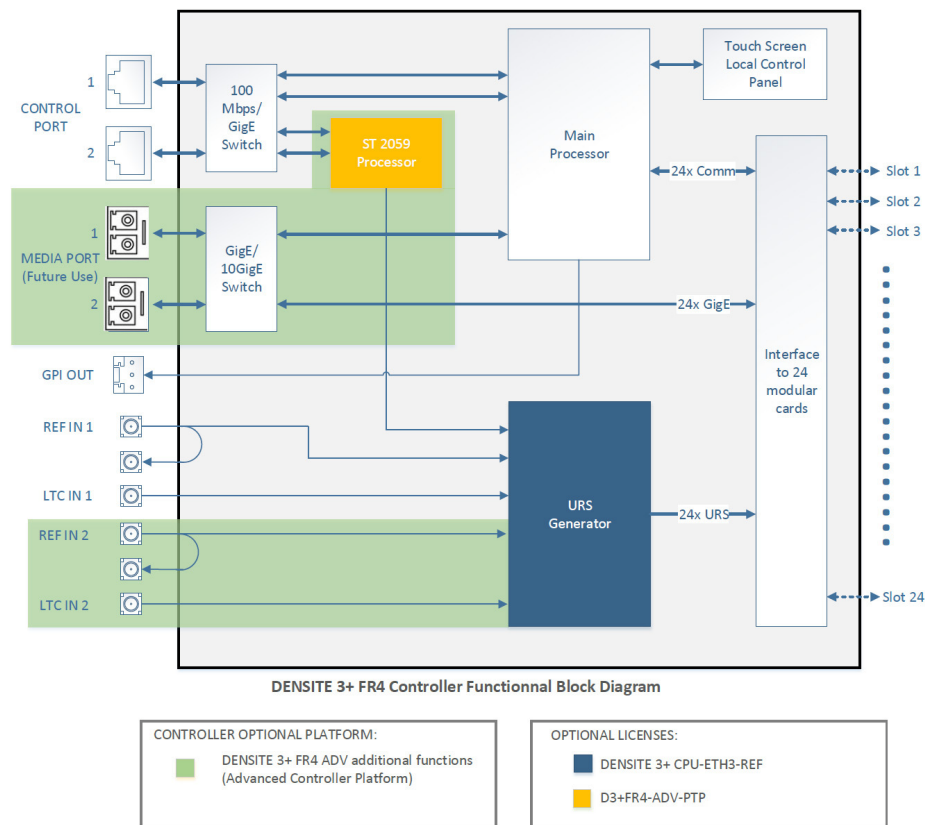 CONTROL
PORT
1
2
100
Mbps/
GigE
Switch
ST 2059
Processor
Main
Processor
Touch Screen
Local Control
Panel
24x Comm
Slot 1
Slot 2
Slot 3
1
MEDIA PORT
(Future Use)
2
GigE/
10GigE
Switch
24x GigE
Interface
to 24
modular
cards
GPI OUT
REF IN 1
LTC IN 1
REF IN 2
LTC IN 2
URS
Generator
24x URS
Slot 24
DENSITE 3+ FR4 Controller Functionnal Block Diagram
CONTROLLER OPTIONAL PLATFORM:
DENSITE 3+ FR4 ADV additional functions
(Advanced Controller Platform)
OPTIONAL LICENSES:
DENSITE 3+ CPU-ETH3-REF
D3+FR4-ADV-PTP